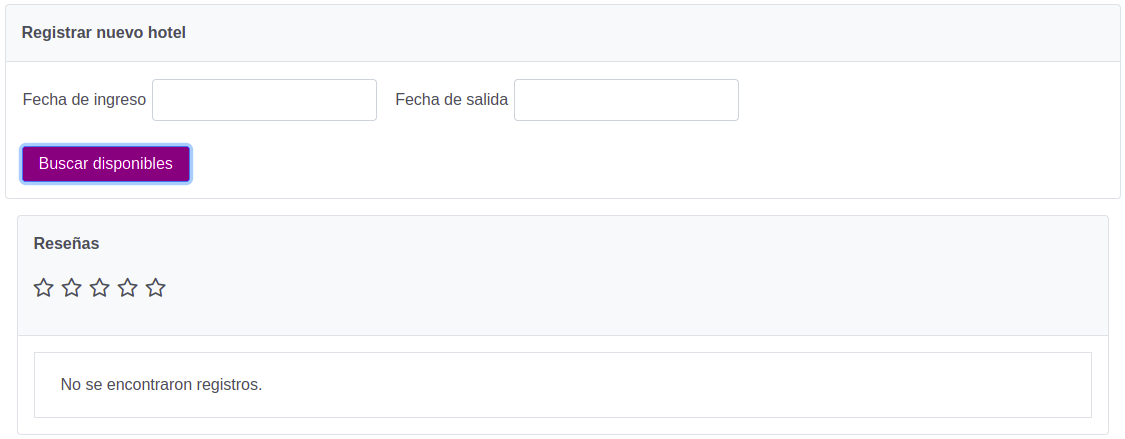 Registrar nuevo hotel
Fecha de ingreso Fecha de salida
Buscar disponibles
Reseñas
No se encontraron registros.